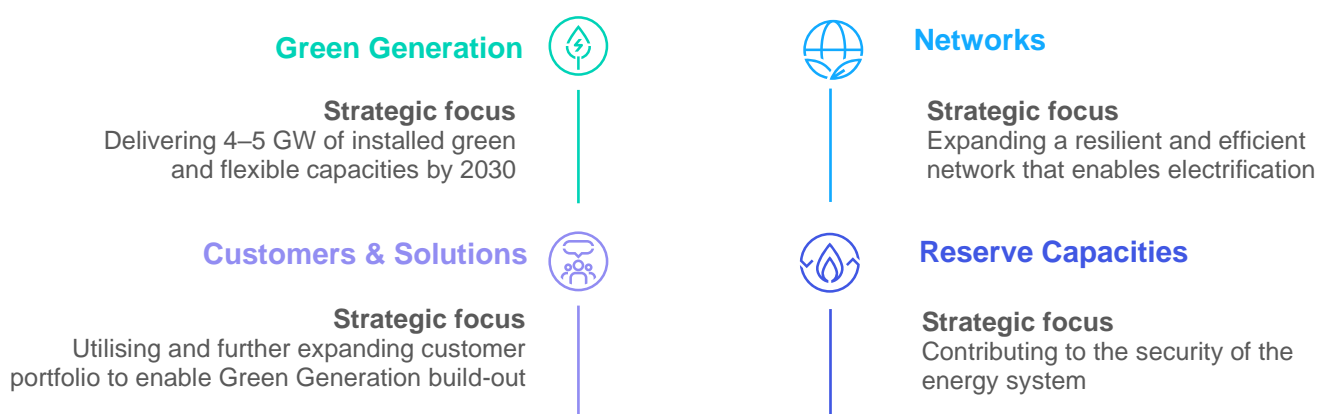 Green Generation
Strategic focus
Delivering 4–5 GW of installed green
and flexible capacities by 2030
Networks
Strategic focus
Expanding a resilient and efficient
network that enables electrification
Customers & Solutions
Strategic focus
Utilising and further expanding customer
portfolio to enable Green Generation build-out
Reserve Capacities
Strategic focus
Contributing to the security of the
energy system